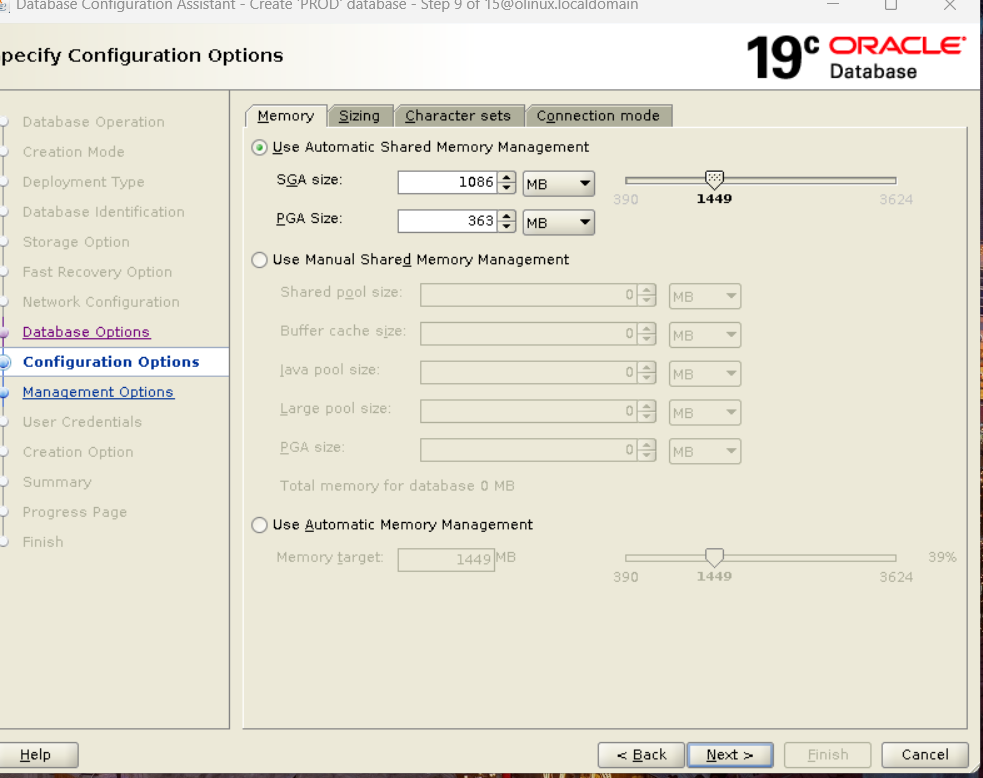 Database Configuration Assistant - Create 'PROD' database - Step 9 of 15@olinux.localdomain
pecify Configuration Options
19c ORACLE
Database
Database Operation
Creation Mode
Deployment Type
Database Identification
Storage Option
Fast Recovery Option
Network Configuration
Database Options
Configuration Options
Management Options
User Credentials
Creation Option
Summary
Progress Page
Finish
Memory Sizing Character sets Connection mode
Use Automatic Shared Memory Management
SGA size: 1086 MB
390 1449 3624
PGA Size: 363 MB
Use Manual Shared Memory Management
Shared pool size: 0 MB
Buffer cache size: 0 MB
Java pool size: 0 MB
Large pool size: 0 MB
PGA size: 0 MB
Total memory for database 0 MB
Use Automatic Memory Management
Memory target: 1449 MB 39%
390 1449 3624
Help < Back Next > Finish Cancel